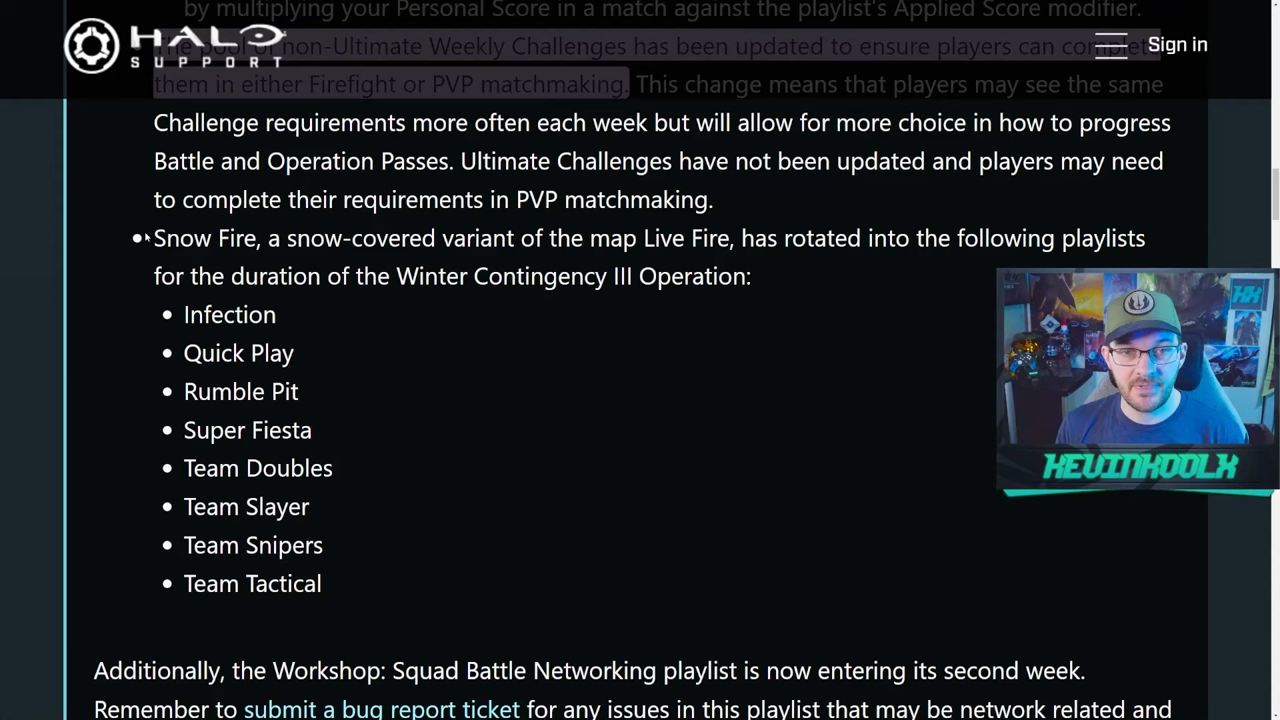 by multiplying your Personal Score in a match against the playlist's Applied Score modifier.
HALO
SUPPORT
Sign in
The pool of non-Ultimate Weekly Challenges has been updated to ensure players can complete
them in either Firefight or PVP matchmaking. This change means that players may see the same
Challenge requirements more often each week but will allow for more choice in how to progress
Battle and Operation Passes. Ultimate Challenges have not been updated and players may need
to complete their requirements in PVP matchmaking.
• Snow Fire, a snow-covered variant of the map Live Fire, has rotated into the following playlists
for the duration of the Winter Contingency III Operation:
• Infection
• Quick Play
• Rumble Pit
• Super Fiesta
• Team Doubles
• Team Slayer
• Team Snipers
• Team Tactical
KEVINKOOLX
Additionally, the Workshop: Squad Battle Networking playlist is now entering its second week.
Remember to submit a bug report ticket for any issues in this playlist that may be network related and